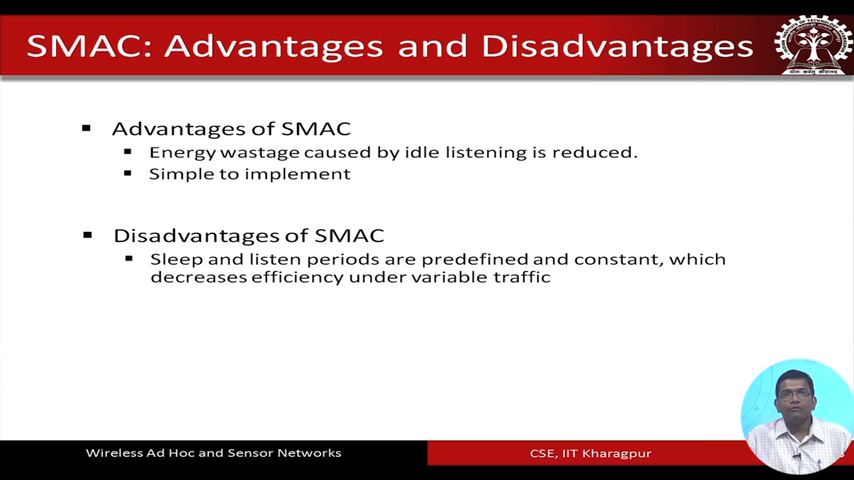 SMAC: Advantages and Disadvantages
▪ Advantages of SMAC
▪ Energy wastage caused by idle listening is reduced.
▪ Simple to implement
▪ Disadvantages of SMAC
▪ Sleep and listen periods are predefined and constant, which
decreases efficiency under variable traffic
Wireless Ad Hoc and Sensor Networks
CSE, IIT Kharagpur